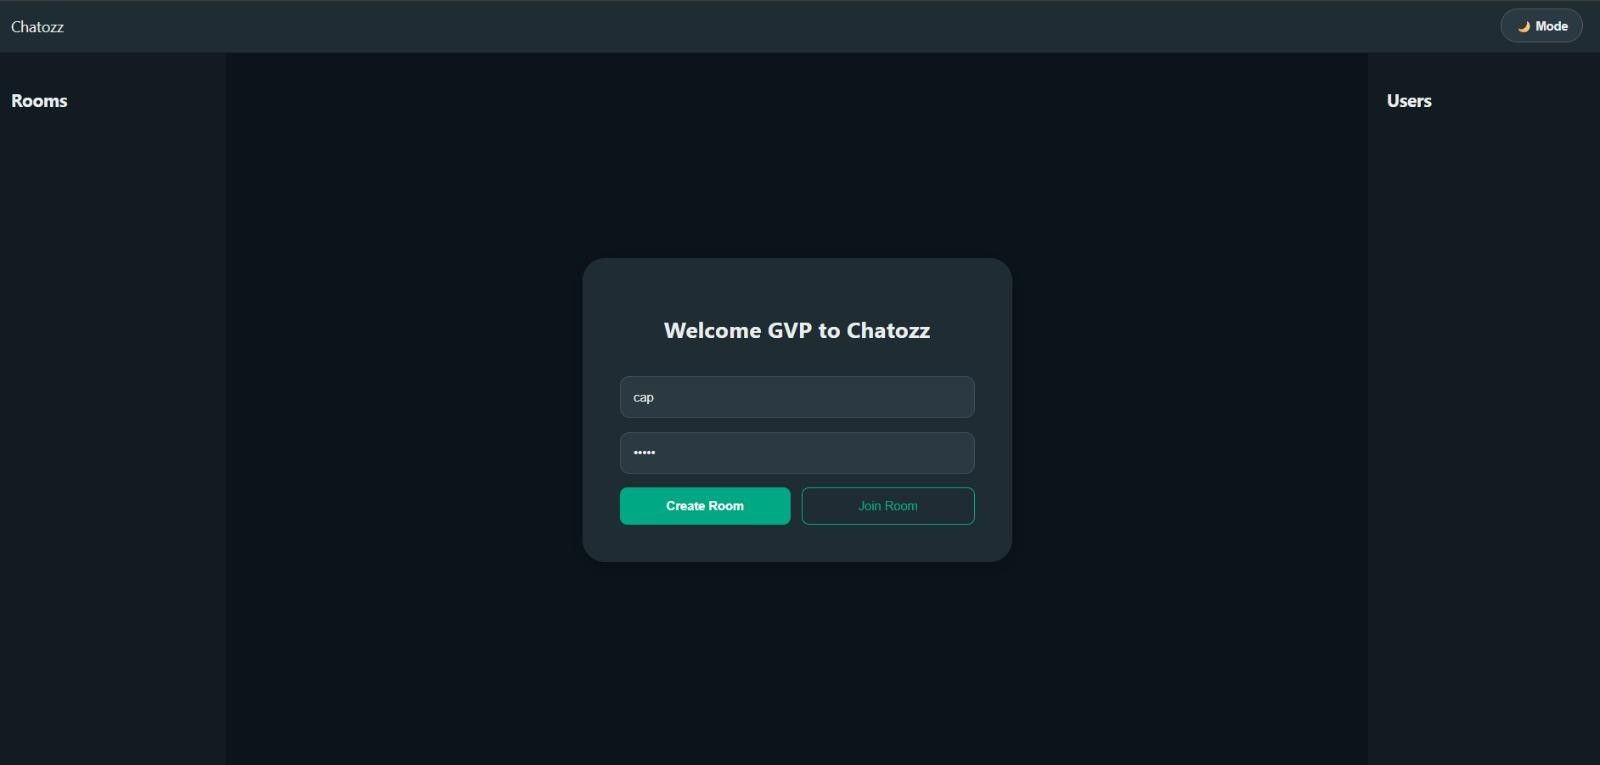 Chatozz
🌙 Mode
Rooms
Users
Welcome GVP to Chatozz
cap
•••••
Create Room
Join Room